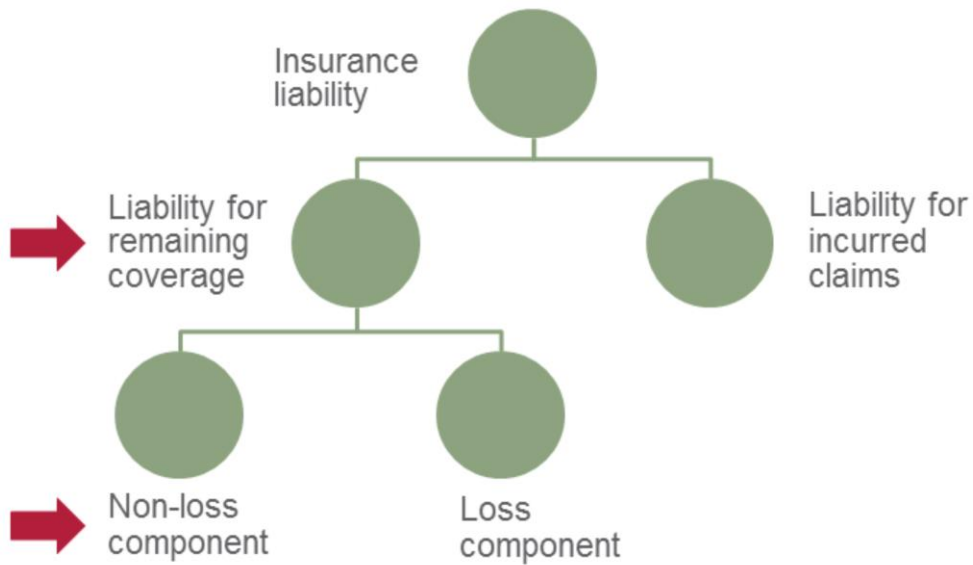 Insurance
liability
Liability for
remaining
coverage
Liability for
incurred
claims
Non-loss
component
Loss
component